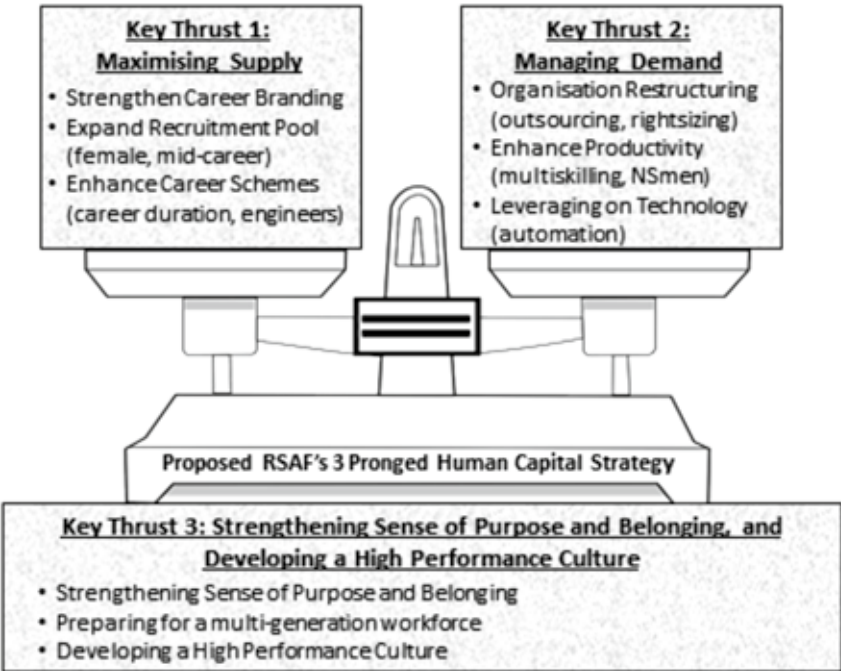 Key Thrust 1:
Maximising Supply
• Strengthen Career Branding
• Expand Recruitment Pool
(female, mid-career)
• Enhance Career Schemes
(career duration, engineers)
Key Thrust 2:
Managing Demand
• Organisation Restructuring
(outsourcing, rightsizing)
• Enhance Productivity
(multiskilling, NSmen)
• Leveraging on Technology
(automation)
Proposed RSAF's 3 Pronged Human Capital Strategy
Key Thrust 3: Strengthening Sense of Purpose and Belonging, and
Developing a High Performance Culture
• Strengthening Sense of Purpose and Belonging
• Preparing for a multi-generation workforce
• Developing a High Performance Culture